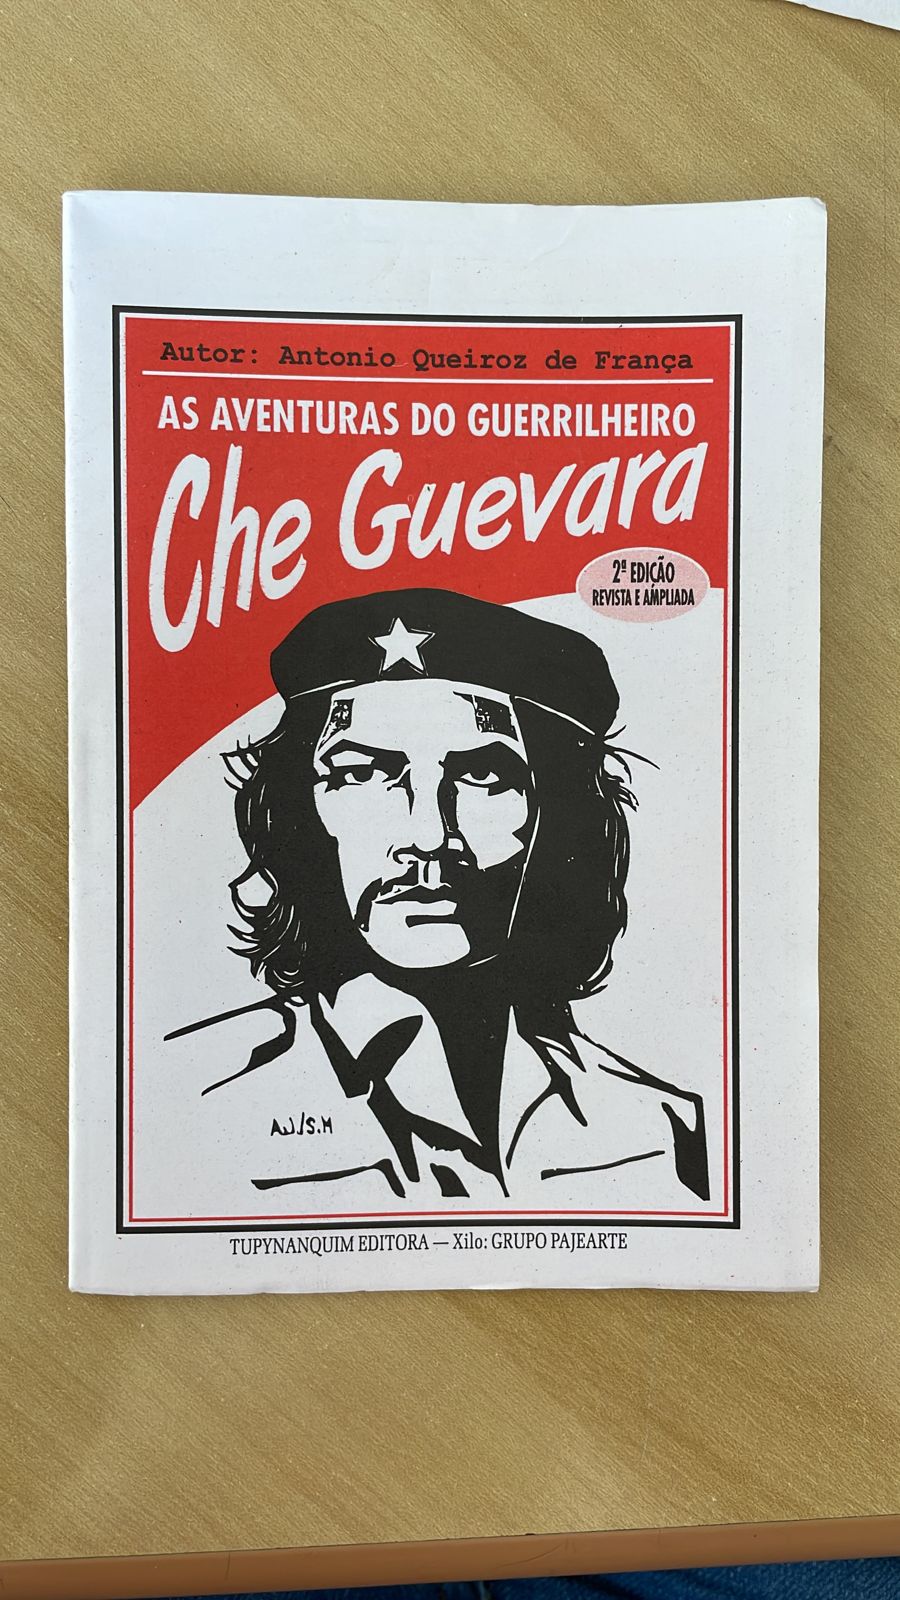 Autor: Antonio Queiroz de França
AS AVENTURAS DO GUERRILHEIRO
Che Guevara
2ª EDIÇÃO
REVISTA E AMPLIADA
A.J./S.M
TUPYNANQUIM EDITORA — Xilo: GRUPO PAJEARTE